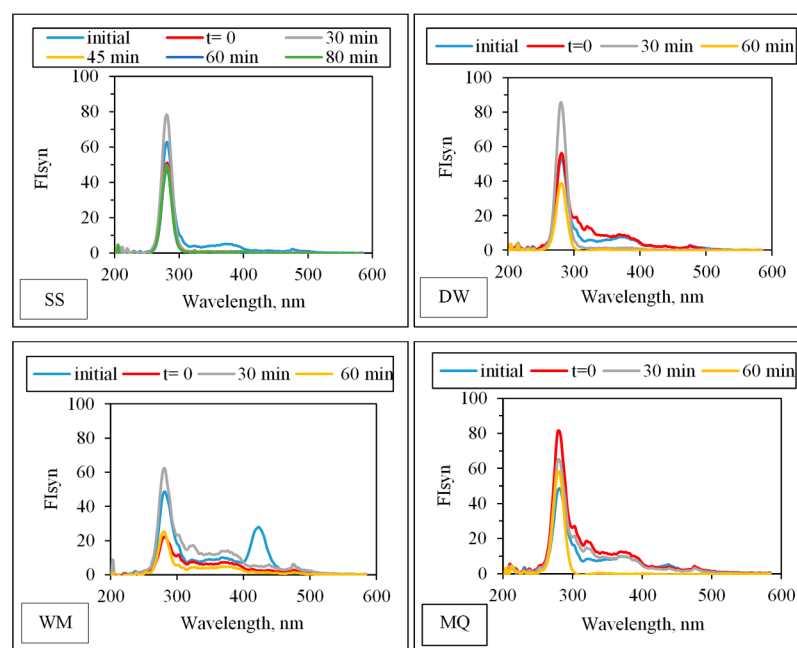 initial t= 0 30 min
45 min 60 min 80 min
100
80
60
40
20
0
FIsyn
200 300 400 500 600
Wavelength, nm
SS
initial t=0 30 min 60 min
100
80
60
40
20
0
FIsyn
200 300 400 500 600
Wavelength, nm
DW
initial t= 0 30 min 60 min
100
80
60
40
20
0
FIsyn
200 300 400 500 600
Wavelength, nm
WM
initial t=0 30 min 60 min
100
80
60
40
20
0
FIsyn
200 300 400 500 600
Wavelength, nm
MQ